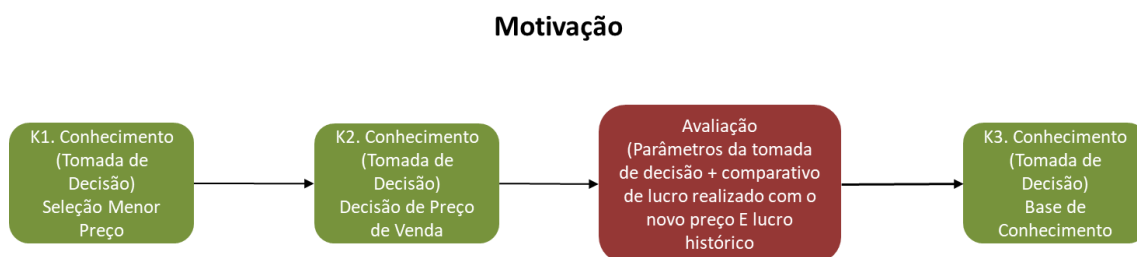 Motivação
K1. Conhecimento
(Tomada de
Decisão)
Seleção Menor
Preço
K2. Conhecimento
(Tomada de
Decisão)
Decisão de Preço
de Venda
Avaliação
(Parâmetros da tomada
de decisão + comparativo
de lucro realizado com o
novo preço E lucro
histórico
K3. Conhecimento
(Tomada de
Decisão)
Base de
Conhecimento